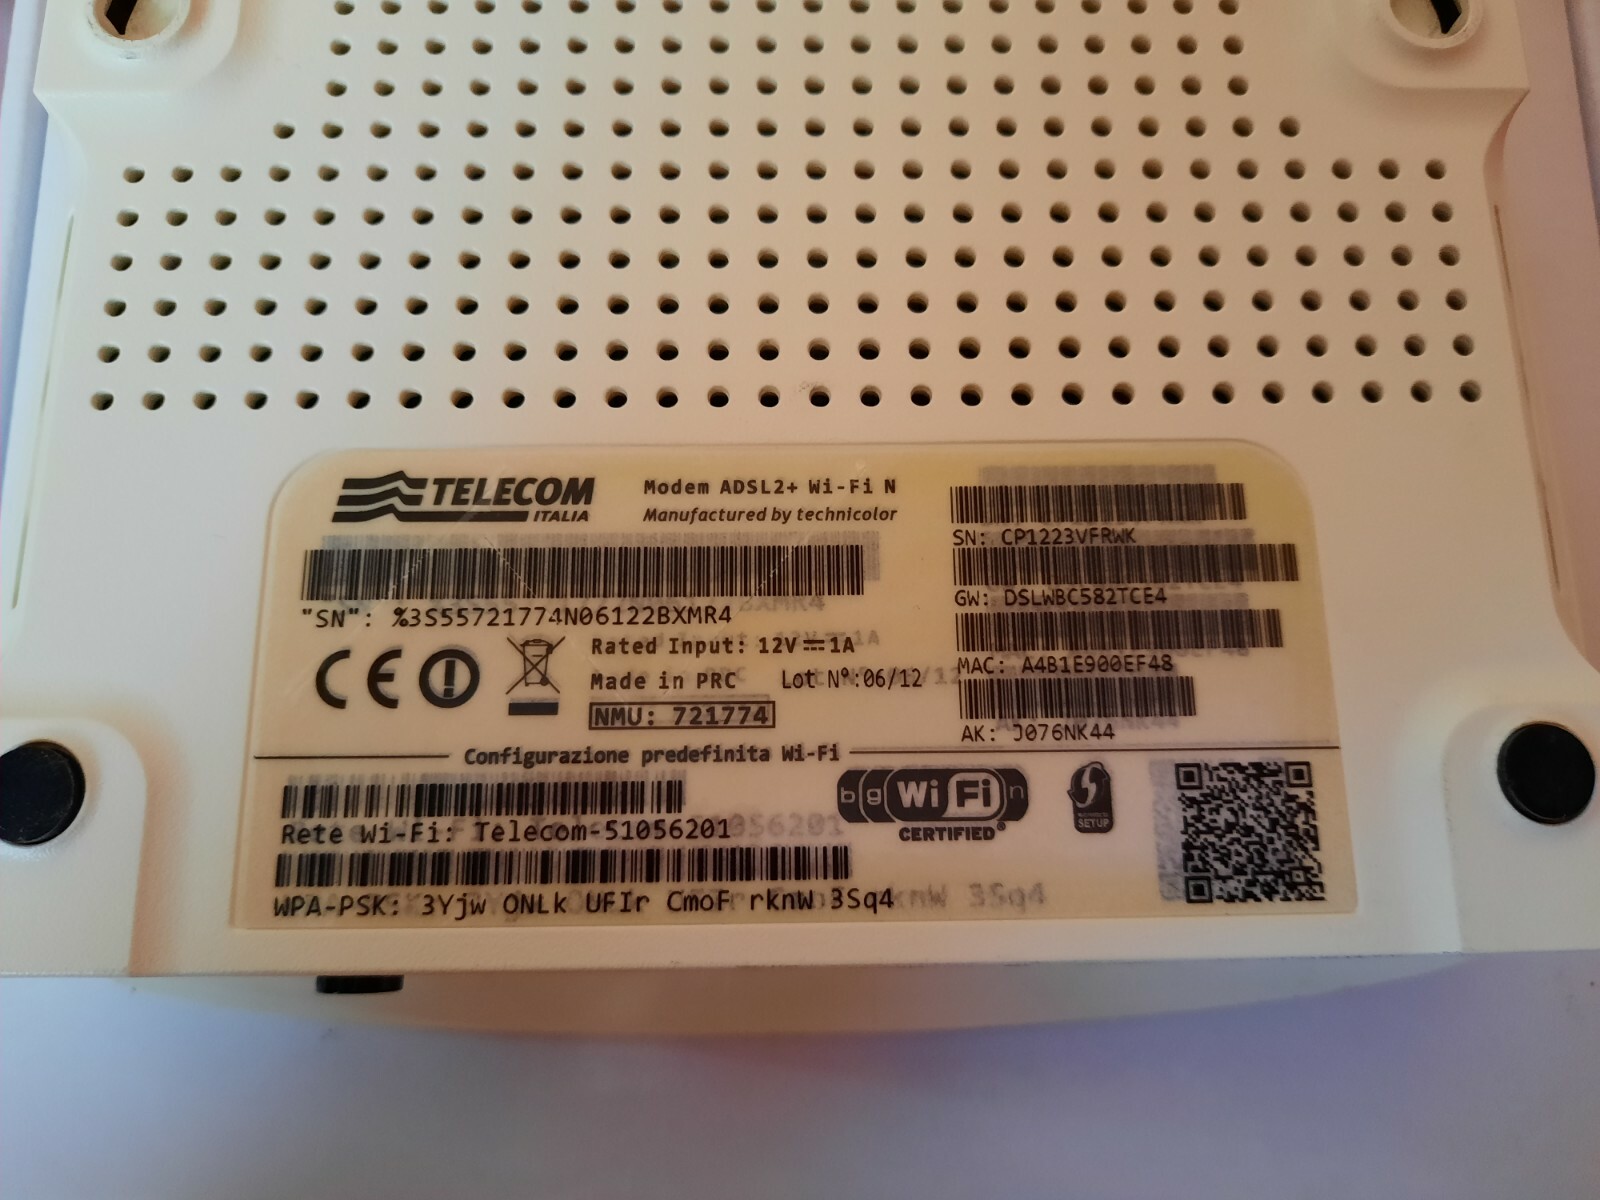 TELECOM
ITALIA
Modem ADSL2+ Wi-Fi N
Manufactured by technicolor
"SN": %3S55721774N06122BXMR4
Rated Input: 12V⎓1A
Made in PRC Lot N°:06/12
NMU: 721774
SN: CP1223VFRWK
GW: DSLWBC582TCE4
MAC: A4B1E900EF48
AK: J076NK44
Configurazione predefinita Wi-Fi
Rete Wi-Fi: Telecom-51056201
WPA-PSK: 3Yjw ONLk UFIr CmoF rknW 3Sq4
b g Wi Fi n
CERTIFIED®
SETUP